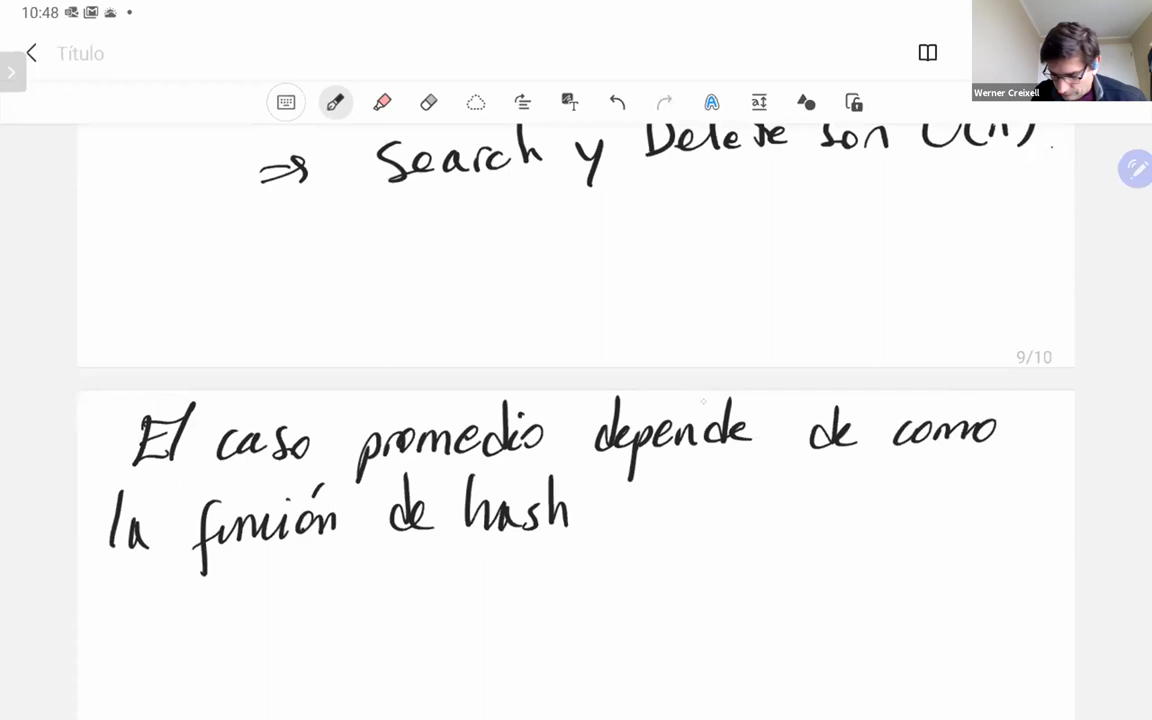 10:48
Título
Werner Creixell
⇒ Search y Delete son O(n).
9/10
El caso promedio depende de como
la función de hash